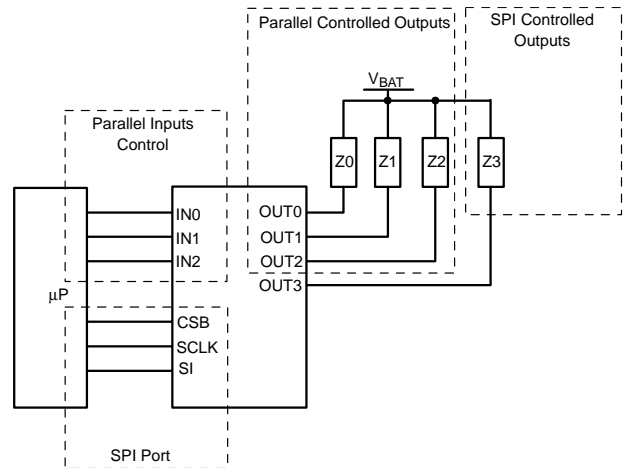 Parallel Controlled Outputs
SPI Controlled
Outputs
VBAT
Parallel Inputs
Control
Z0
Z1
Z2
Z3
IN0
IN1
IN2
OUT0
OUT1
OUT2
OUT3
μP
CSB
SCLK
SI
SPI Port